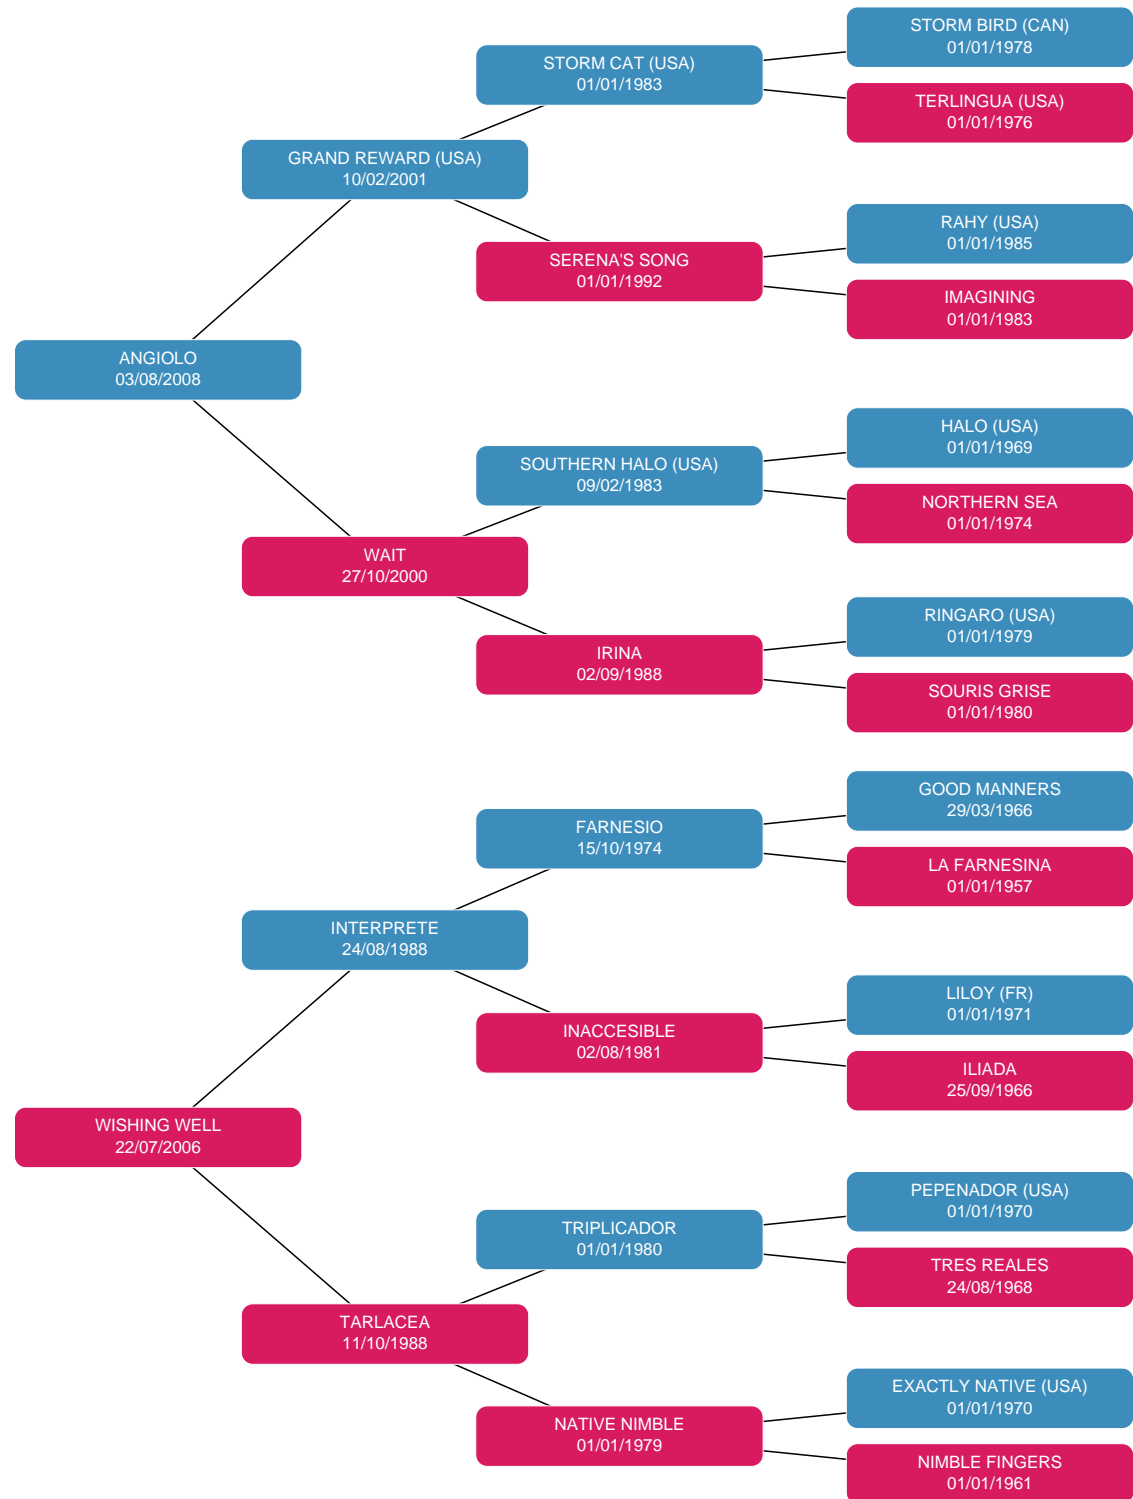 STORM BIRD (CAN)
01/01/1978
STORM CAT (USA)
01/01/1983
TERLINGUA (USA)
01/01/1976
GRAND REWARD (USA)
10/02/2001
RAHY (USA)
01/01/1985
SERENA'S SONG
01/01/1992
IMAGINING
01/01/1983
ANGIOLO
03/08/2008
HALO (USA)
01/01/1969
SOUTHERN HALO (USA)
09/02/1983
NORTHERN SEA
01/01/1974
WAIT
27/10/2000
RINGARO (USA)
01/01/1979
IRINA
02/09/1988
SOURIS GRISE
01/01/1980
GOOD MANNERS
29/03/1966
FARNESIO
15/10/1974
LA FARNESINA
01/01/1957
INTERPRETE
24/08/1988
LILOY (FR)
01/01/1971
INACCESIBLE
02/08/1981
ILIADA
25/09/1966
WISHING WELL
22/07/2006
PEPENADOR (USA)
01/01/1970
TRIPLICADOR
01/01/1980
TRES REALES
24/08/1968
TARLACEA
11/10/1988
EXACTLY NATIVE (USA)
01/01/1970
NATIVE NIMBLE
01/01/1979
NIMBLE FINGERS
01/01/1961